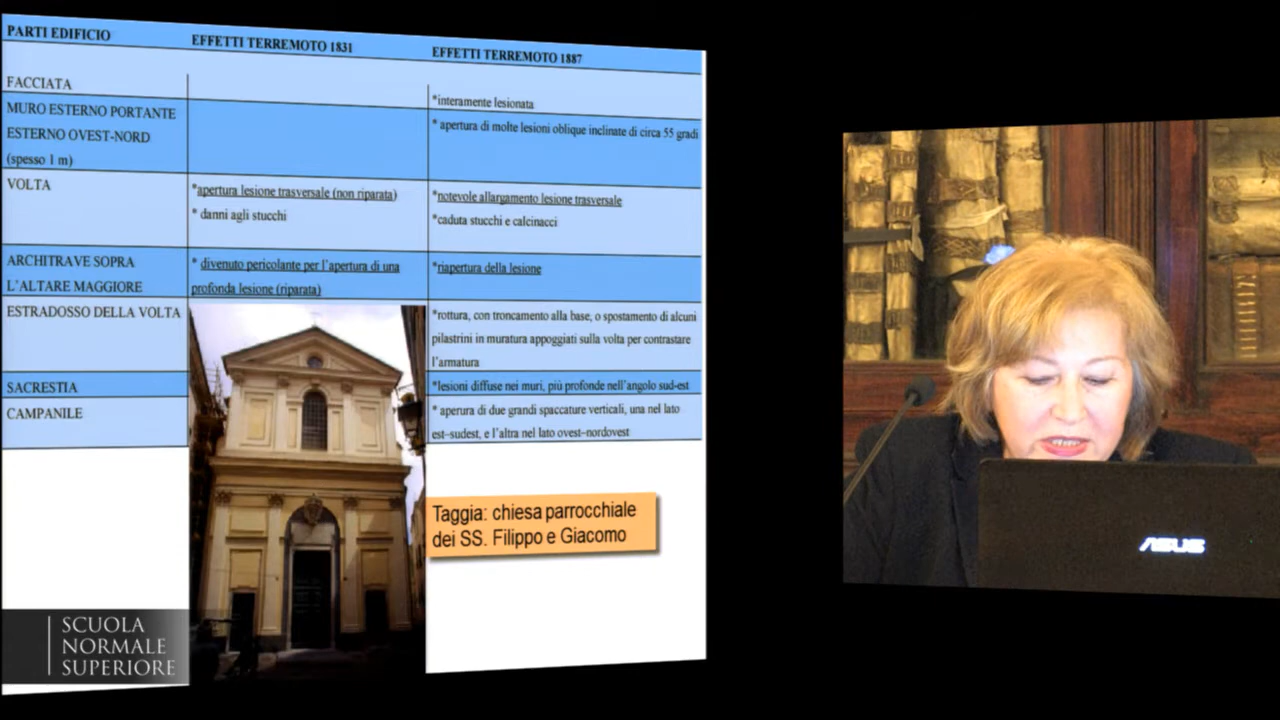 PARTI EDIFICIO
EFFETTI TERREMOTO 1831
EFFETTI TERREMOTO 1887
FACCIATA
*interamente lesionata
MURO ESTERNO PORTANTE
ESTERNO OVEST-NORD
(spesso 1 m)
* apertura di molte lesioni oblique inclinate di circa 55 gradi
VOLTA
*apertura lesione trasversale (non riparata)
* danni agli stucchi
*notevole allargamento lesione trasversale
*caduta stucchi e calcinacci
ARCHITRAVE SOPRA
L'ALTARE MAGGIORE
* divenuto pericolante per l'apertura di una
profonda lesione (riparata)
*riapertura della lesione
ESTRADOSSO DELLA VOLTA
*rottura, con troncamento alla base, o spostamento di alcuni
pilastrini in muratura appoggiati sulla volta per contrastare
l'armatura
SACRESTIA
*lesioni diffuse nei muri, più profonde nell'angolo sud-est
CAMPANILE
* aperura di due grandi spaccature verticali, una nel lato
est–sudest, e l'altra nel lato ovest–nordovest
Taggia: chiesa parrocchiale
dei SS. Filippo e Giacomo
SCUOLA
NORMALE
SUPERIORE
ASUS